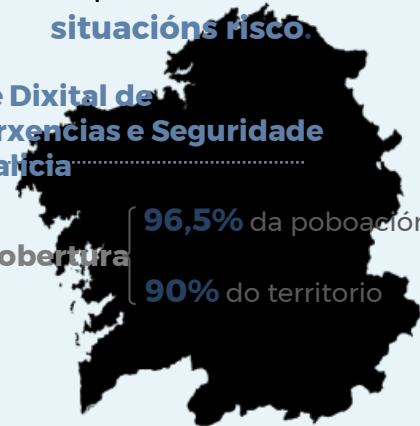 situacións risco.
e Dixital de
rxencias e Seguridade
alicia
96,5% da poboación
obertura
90% do territorio